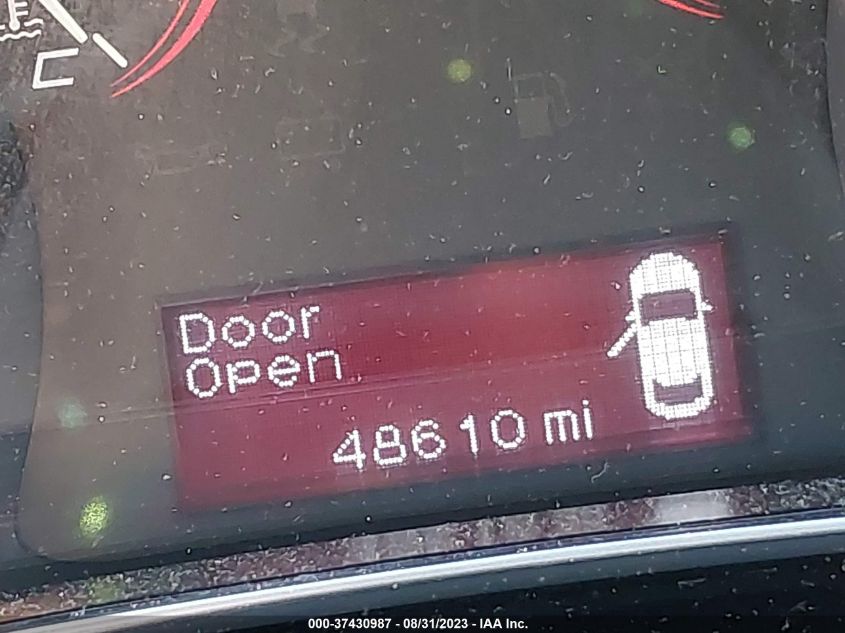 C
Door
Open
48610 mi
000-37430987 - 08/31/2023 - IAA Inc.